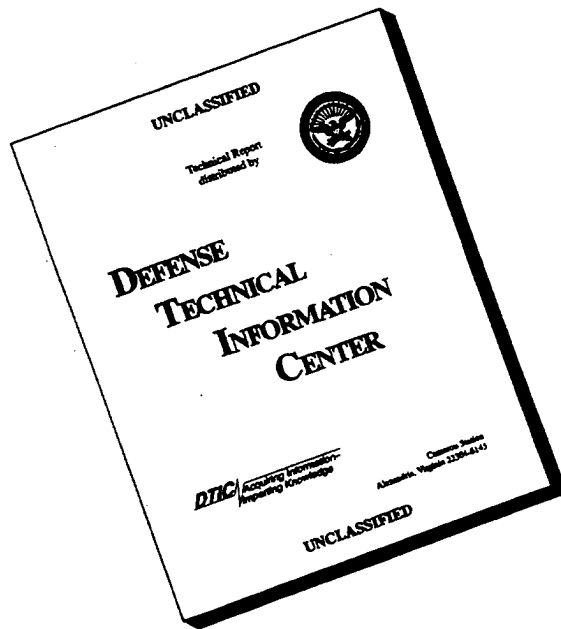 UNCLASSIFIED
Technical Report
distributed by
DEFENSE
TECHNICAL
INFORMATION
CENTER
DTIC
Acquiring Information-
Imparting Knowledge
Cameron Station
Alexandria, Virginia 22304-6145
UNCLASSIFIED